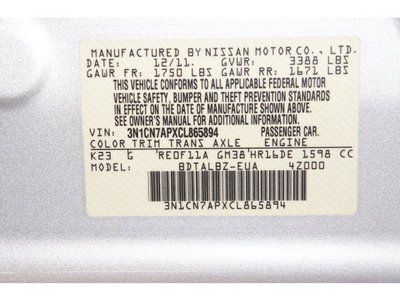 MANUFACTURED BY NISSAN MOTOR CO., LTD.
DATE: 12/11. GVWR: 3388 LBS
GAWR FR: 1750 LBS GAWR RR: 1671 LBS
THIS VEHICLE CONFORMS TO ALL APPLICABLE FEDERAL MOTOR
VEHICLE SAFETY, BUMPER AND THEFT PREVENTION
STANDARDS IN EFFECT ON THE DATE OF
MANUFACTURE SHOWN ABOVE.
SEE OWNER'S MANUAL FOR ADDITIONAL INFORMATION
VIN: 3N1CN7APXCL865894 PASSENGER CAR.
COLOR TRIM TRANS AXLE ENGINE
K23 G RE0F11A GM38 HR16DE 1598 CC
MODEL: BDTALBZ-EUA 4Z000
3N1CN7APXCL865894